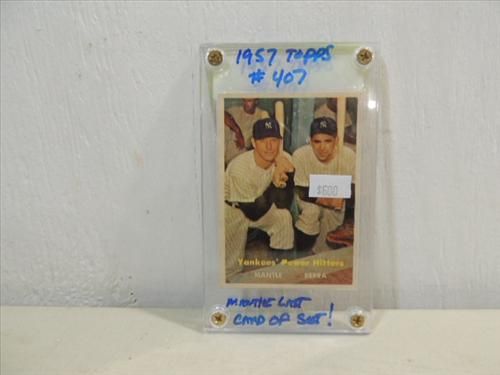 1957 TOPPS
# 407
$600
Yankees' Power Hitters
MANTLE BERRA
MANTLE LAST
CARD OF SET!